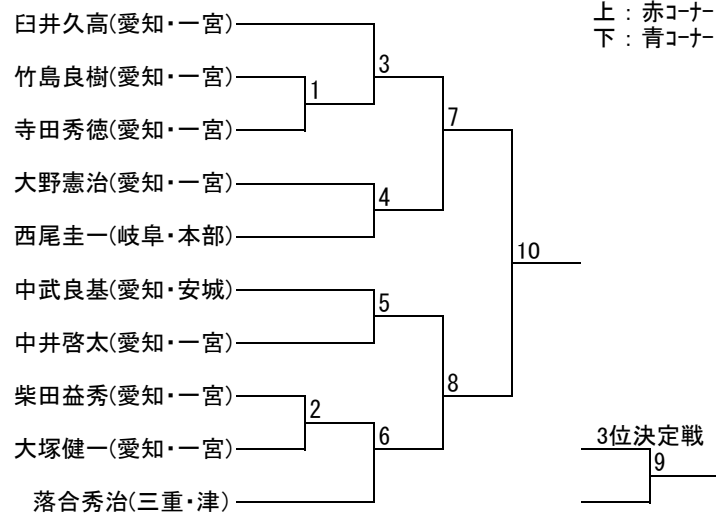 上：赤コーナー
下：青コーナー
臼井久高(愛知・一宮)
竹島良樹(愛知・一宮)
寺田秀徳(愛知・一宮)
大野憲治(愛知・一宮)
西尾圭一(岐阜・本部)
中武良基(愛知・安城)
中井啓太(愛知・一宮)
柴田益秀(愛知・一宮)
大塚健一(愛知・一宮)
落合秀治(三重・津)
1
2
3
4
5
6
7
8
10
3位決定戦
9